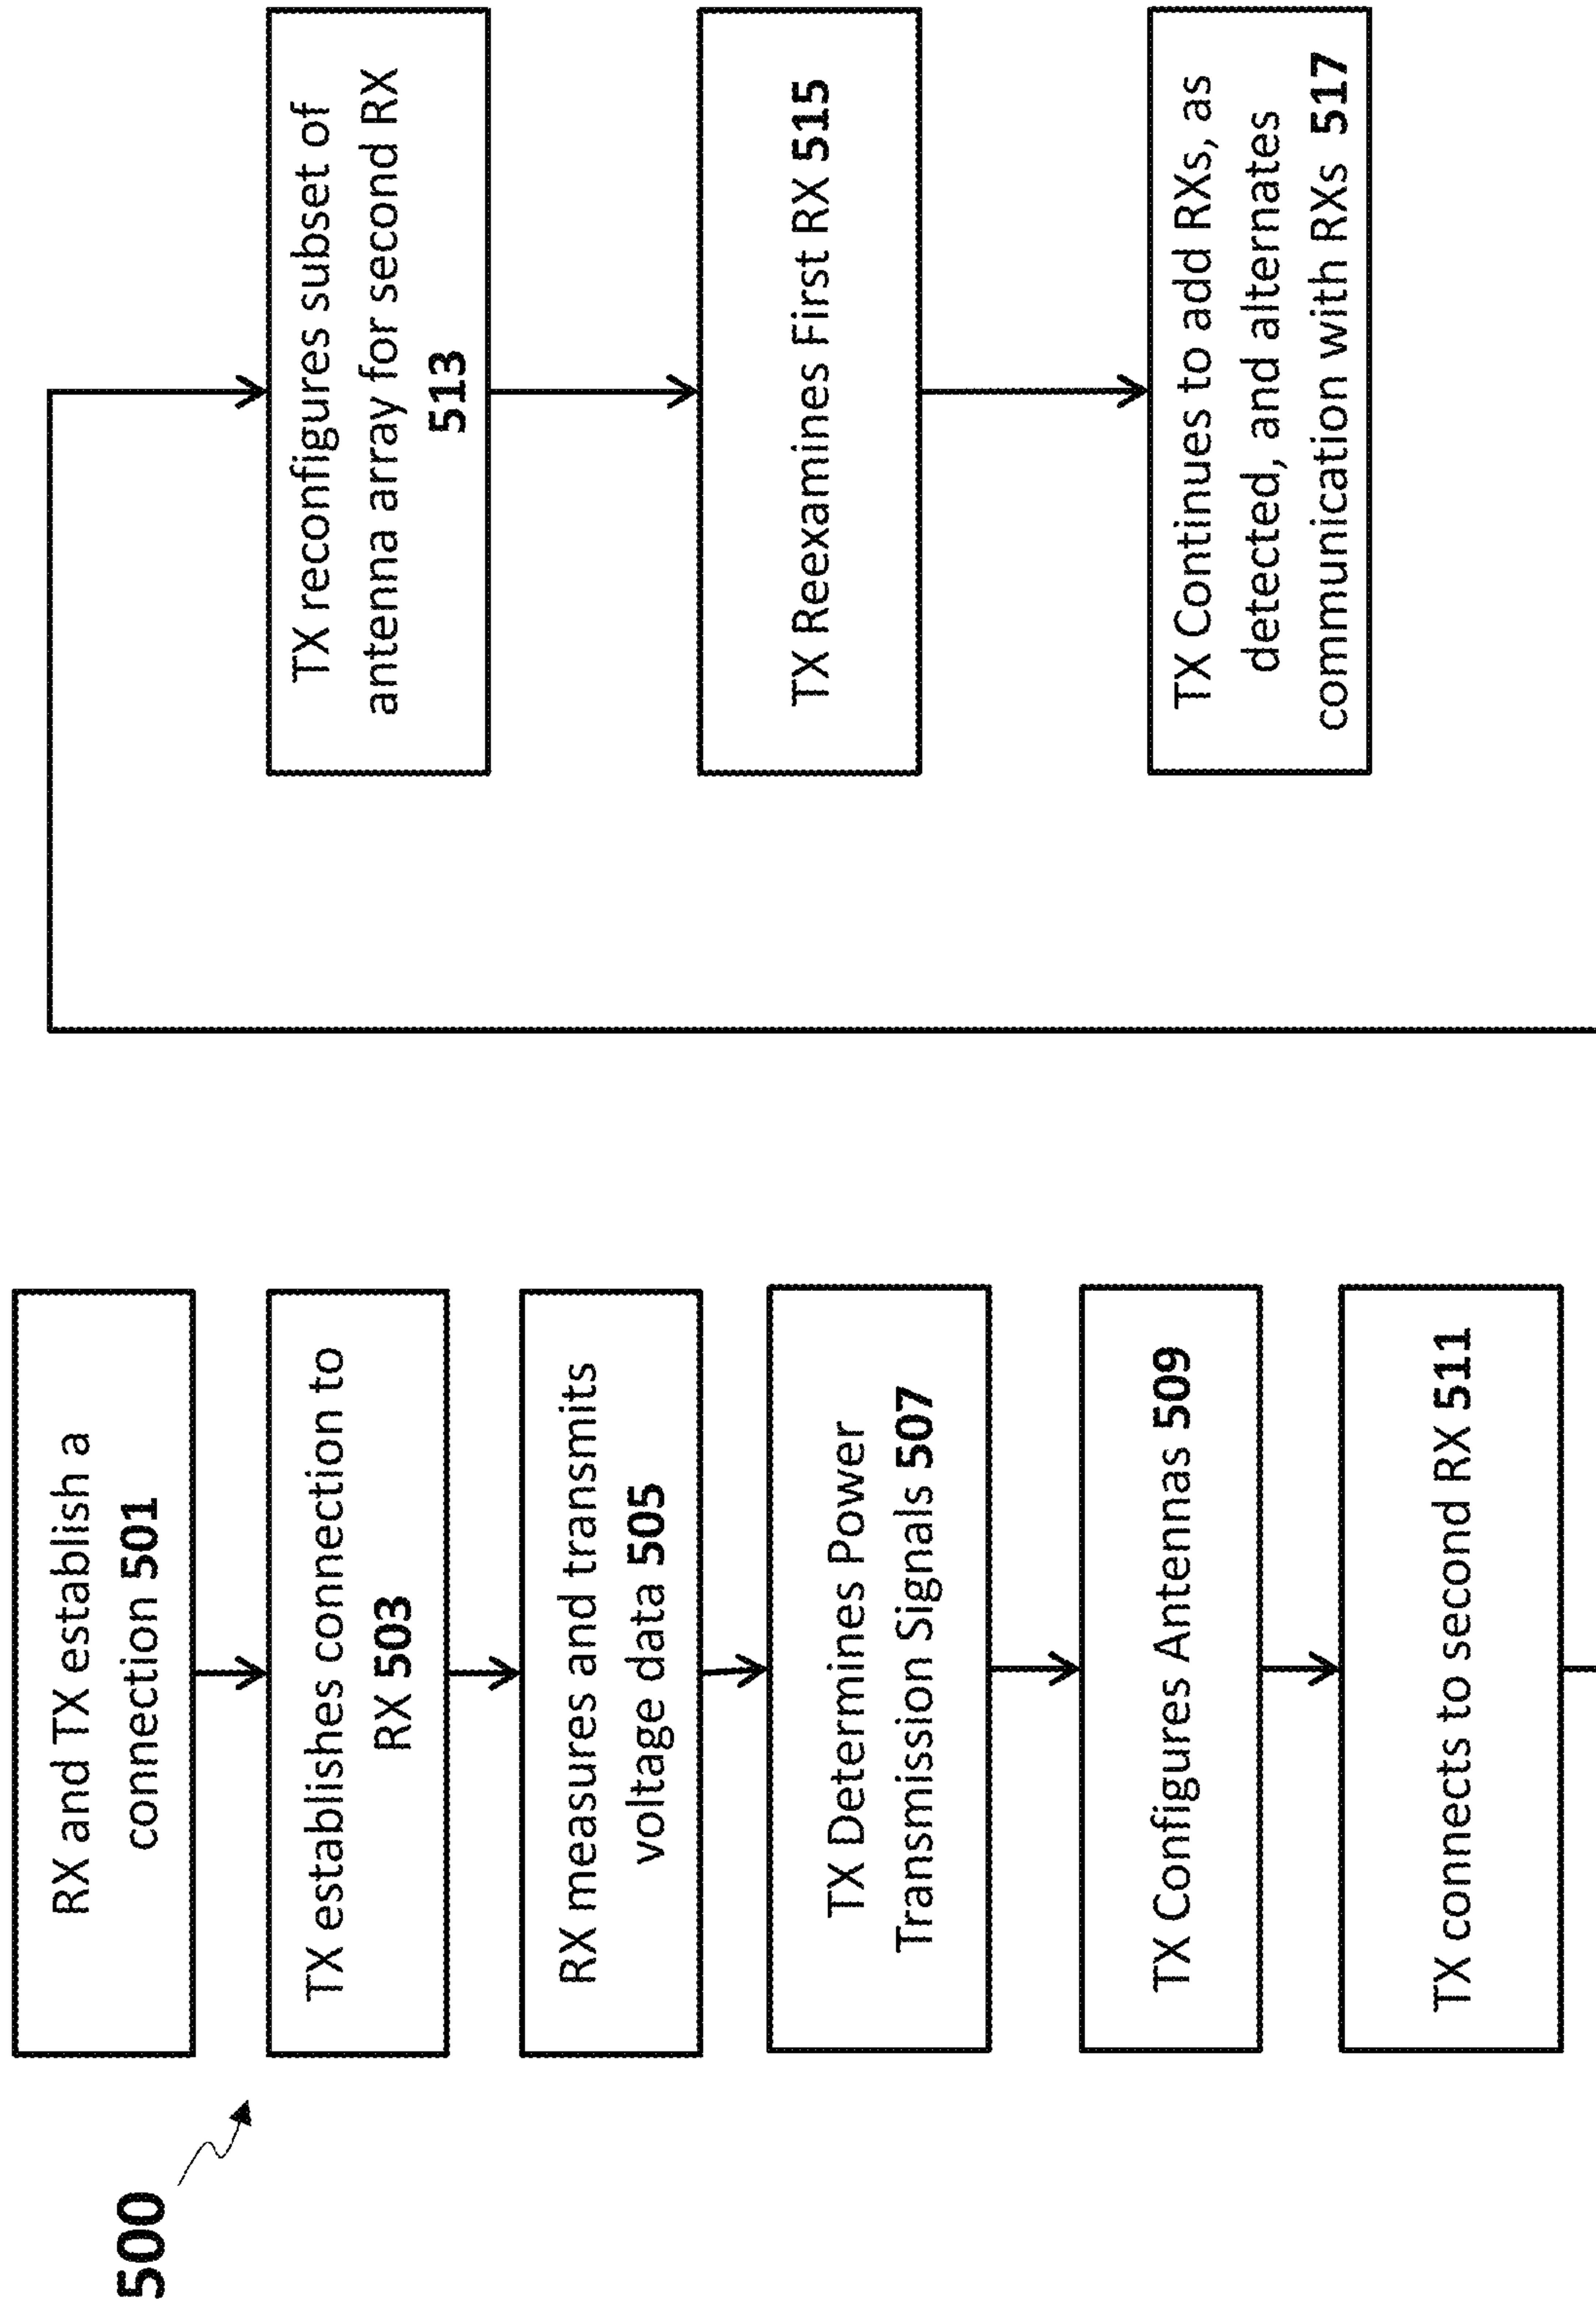 500
RX and TX establish a
connection 501
TX establishes connection to
RX 503
RX measures and transmits
voltage data 505
TX Determines Power
Transmission Signals 507
TX Configures Antennas 509
TX connects to second RX 511
TX reconfigures subset of
antenna array for second RX
513
TX Reexamines First RX 515
TX Continues to add RXs, as
detected, and alternates
communication with RXs 517